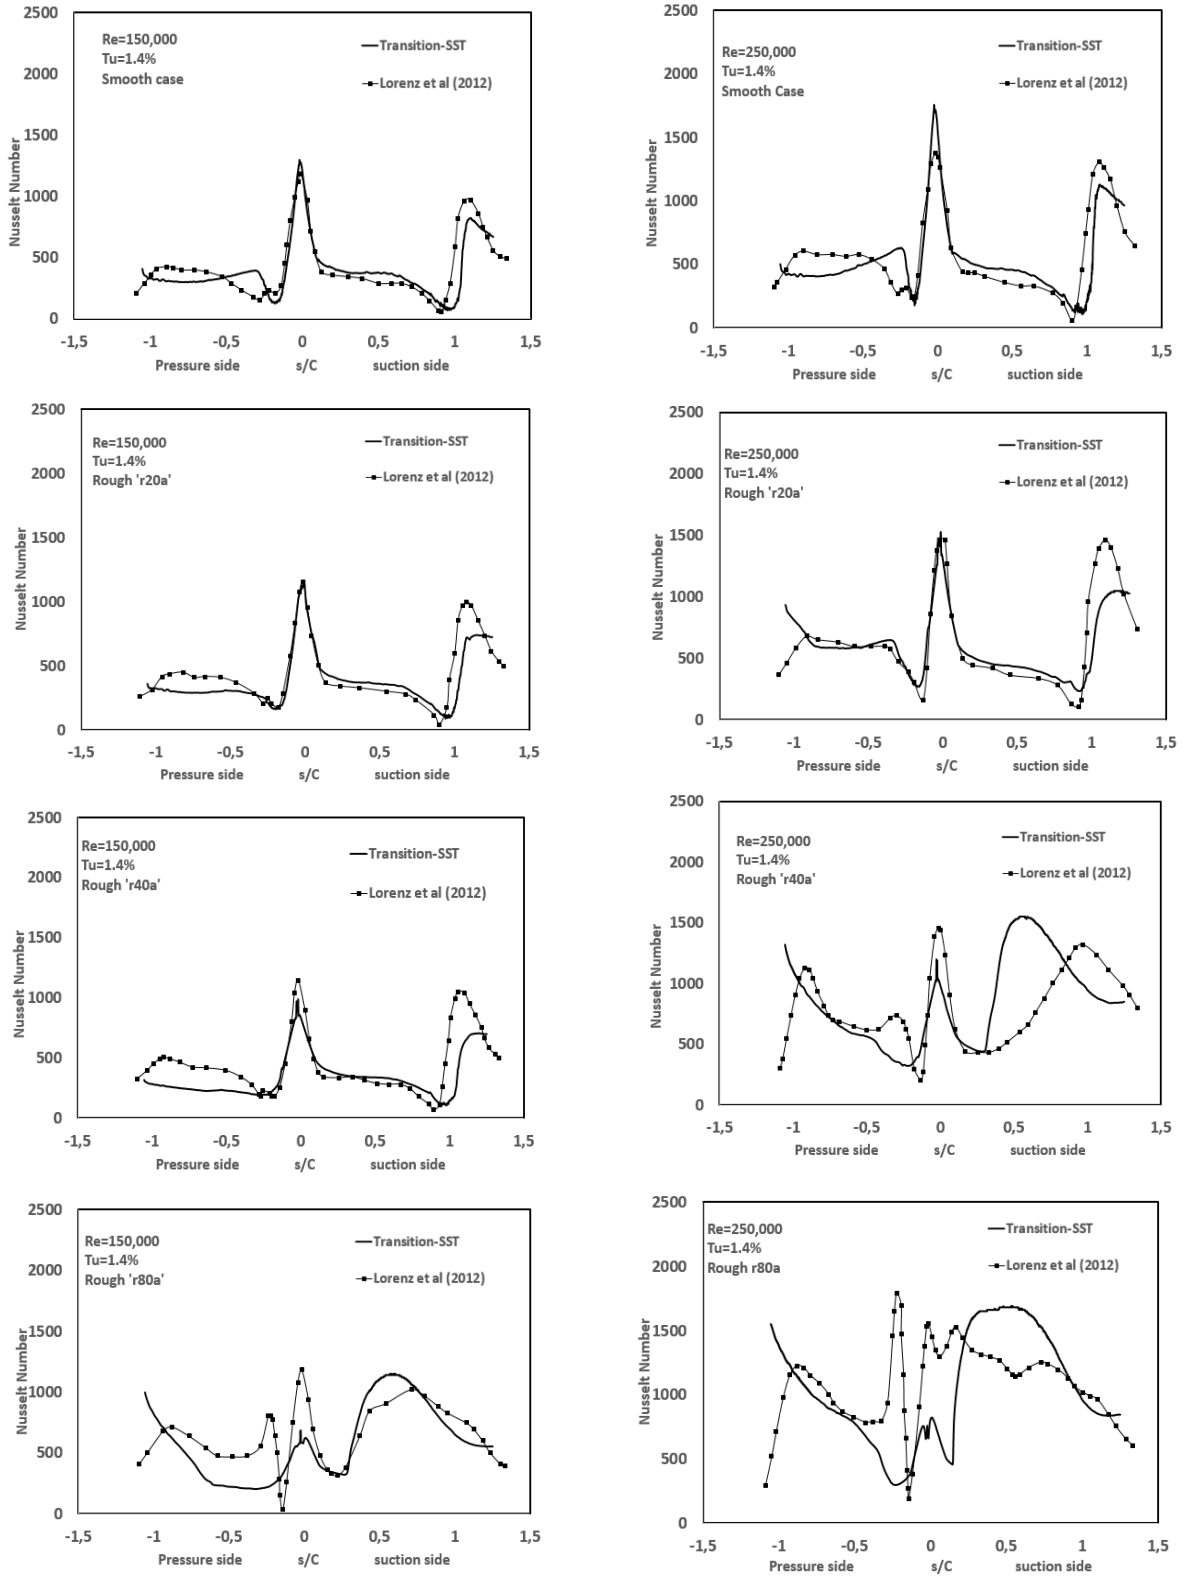 2500
Re=150,000
Transition-SST
Tu=1.4%
2000
Smooth case
Lorenz et al (2012)
1500
1000
500
0
Nusselt Number
-1,5 -1 -0,5 0 0,5 1 1,5
Pressure side s/C suction side
2500
Re=250,000
Transition-SST
2000
Tu=1.4%
Smooth Case
Lorenz et al (2012)
1500
1000
500
0
Nusselt Number
-1,5 -1 -0,5 0 0,5 1 1,5
Pressure side s/C suction side
2500
Re=150,000
Transition-SST
Tu=1.4%
2000
Rough 'r20a'
Lorenz et al (2012)
1500
1000
500
0
Nusselt Number
-1,5 -1 -0,5 0 0,5 1 1,5
Pressure side s/C suction side
2500
Re=250,000
Transition-SST
2000
Tu=1.4%
Rough 'r20a'
Lorenz et al (2012)
1500
1000
500
0
Nusselt Number
-1,5 -1 -0,5 0 0,5 1 1,5
Pressure side s/C suction side
2500
Re=150,000
Transition-SST
Tu=1.4%
2000
Rough 'r40a'
Lorenz et al (2012)
1500
1000
500
0
Nusselt Number
-1,5 -1 -0,5 0 0,5 1 1,5
Pressure side s/C suction side
2500
Re=250,000
Transition-SST
Tu=1.4%
2000
Rough 'r40a'
Lorenz et al (2012)
1500
1000
500
0
Nusselt Number
-1,5 -1 -0,5 0 0,5 1 1,5
Pressure side s/C suction side
2500
Re=150,000
Transition-SST
Tu=1.4%
2000
Rough 'r80a'
Lorenz et al (2012)
1500
1000
500
0
Nusselt Number
-1,5 -1 -0,5 0 0,5 1 1,5
Pressure side s/C suction side
2500
Re=250,000
Transition-SST
Tu=1.4%
2000
Rough r80a
Lorenz et al (2012)
1500
1000
500
0
Nusselt Number
-1,5 -1 -0,5 0 0,5 1 1,5
Pressure side s/C suction side